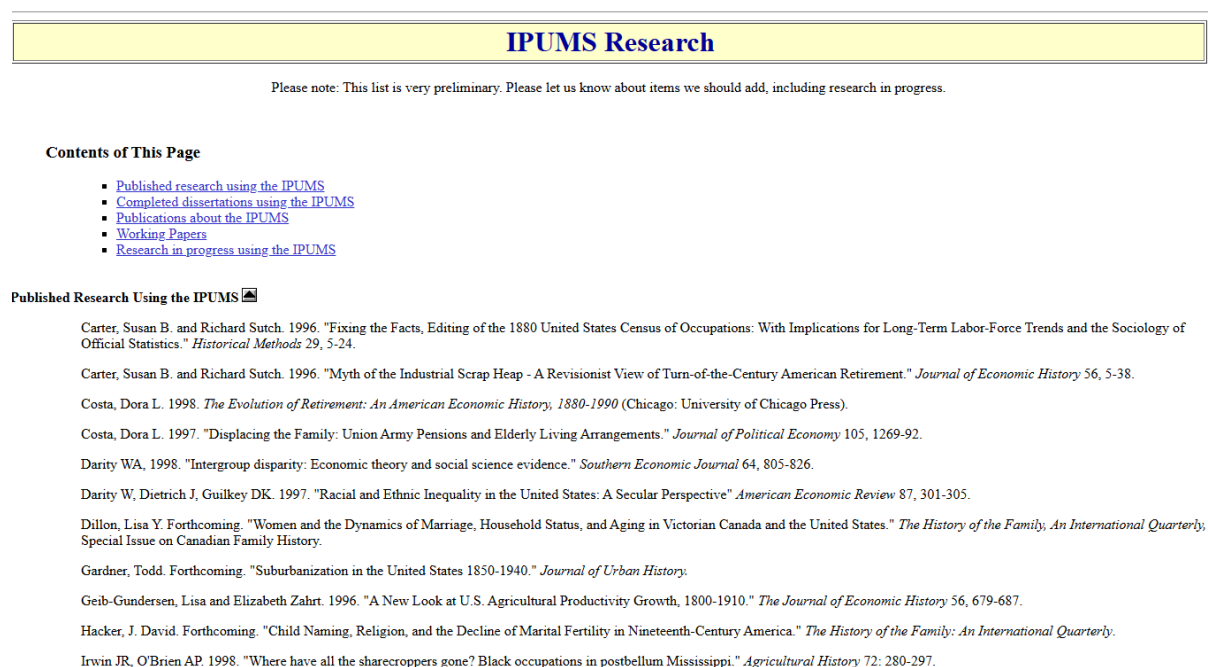 IPUMS Research
Please note: This list is very preliminary. Please let us know about items we should add, including research in progress.
Contents of This Page
Published research using the IPUMS
Completed dissertations using the IPUMS
Publications about the IPUMS
Working Papers
Research in progress using the IPUMS
Published Research Using the IPUMS
Carter, Susan B. and Richard Sutch. 1996. "Fixing the Facts, Editing of the 1880 United States Census of Occupations: With Implications for Long-Term Labor-Force Trends and the Sociology of
Official Statistics." Historical Methods 29, 5-24.
Carter, Susan B. and Richard Sutch. 1996. "Myth of the Industrial Scrap Heap - A Revisionist View of Turn-of-the-Century American Retirement." Journal of Economic History 56, 5-38.
Costa, Dora L. 1998. The Evolution of Retirement: An American Economic History, 1880-1990 (Chicago: University of Chicago Press).
Costa, Dora L. 1997. "Displacing the Family: Union Army Pensions and Elderly Living Arrangements." Journal of Political Economy 105, 1269-92.
Darity WA, 1998. "Intergroup disparity: Economic theory and social science evidence." Southern Economic Journal 64, 805-826.
Darity W, Dietrich J, Guilkey DK. 1997. "Racial and Ethnic Inequality in the United States: A Secular Perspective" American Economic Review 87, 301-305.
Dillon, Lisa Y. Forthcoming. "Women and the Dynamics of Marriage, Household Status, and Aging in Victorian Canada and the United States." The History of the Family, An International Quarterly,
Special Issue on Canadian Family History.
Gardner, Todd. Forthcoming. "Suburbanization in the United States 1850-1940." Journal of Urban History.
Geib-Gundersen, Lisa and Elizabeth Zahrt. 1996. "A New Look at U.S. Agricultural Productivity Growth, 1800-1910." The Journal of Economic History 56, 679-687.
Hacker, J. David. Forthcoming. "Child Naming, Religion, and the Decline of Marital Fertility in Nineteenth-Century America." The History of the Family: An International Quarterly.
Irwin JR, O'Brien AP. 1998. "Where have all the sharecroppers gone? Black occupations in postbellum Mississippi." Agricultural History 72: 280-297.